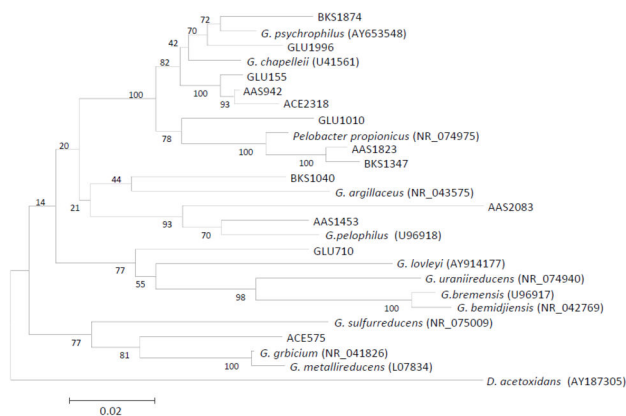 BKS1874
72
70
G. psychrophilus (AY653548)
42
GLU1996
82
G. chapelleii (U41561)
GLU155
100
100
AAS942
93
ACE2318
GLU1010
78
Pelobacter propionicus (NR_074975)
20
100
AAS1823
100
BKS1347
44
BKS1040
G. argillaceus (NR_043575)
14
21
AAS2083
93
AAS1453
70
G.pelophilus (U96918)
GLU710
77
G. lovleyi (AY914177)
55
G. uraniireducens (NR_074940)
98
G.bremensis (U96917)
100
G. bemidjiensis (NR_042769)
G. sulfurreducens (NR_075009)
77
ACE575
81
G. grbicium (NR_041826)
100
G. metallireducens (L07834)
D. acetoxidans (AY187305)
0.02